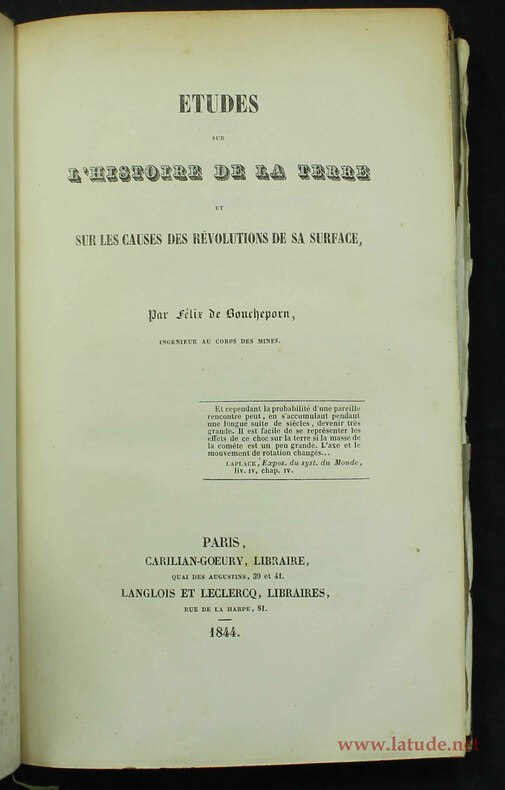 ETUDES
SUR
L'HISTOIRE DE LA TERRE
ET
SUR LES CAUSES DES RÉVOLUTIONS DE SA SURFACE,
Par Félix de Boucheporn,
INGÉNIEUR AU CORPS DES MINES.
Et cependant la probabilité d'une pareille
rencontre peut, en s'accumulant pendant
une longue suite de siècles, devenir très
grande. Il est facile de se représenter les
effets de ce choc sur la terre si la masse de
la comète est un peu grande. L'axe et le
mouvement de rotation changés...
LAPLACE, Expos. du syst. du Monde,
liv. IV, chap. IV.
PARIS,
CARILIAN-GOEURY, LIBRAIRE,
QUAI DES AUGUSTINS, 39 et 41.
LANGLOIS ET LECLERCQ, LIBRAIRES,
RUE DE LA HARPE, 81.
1844.
www.latude.net